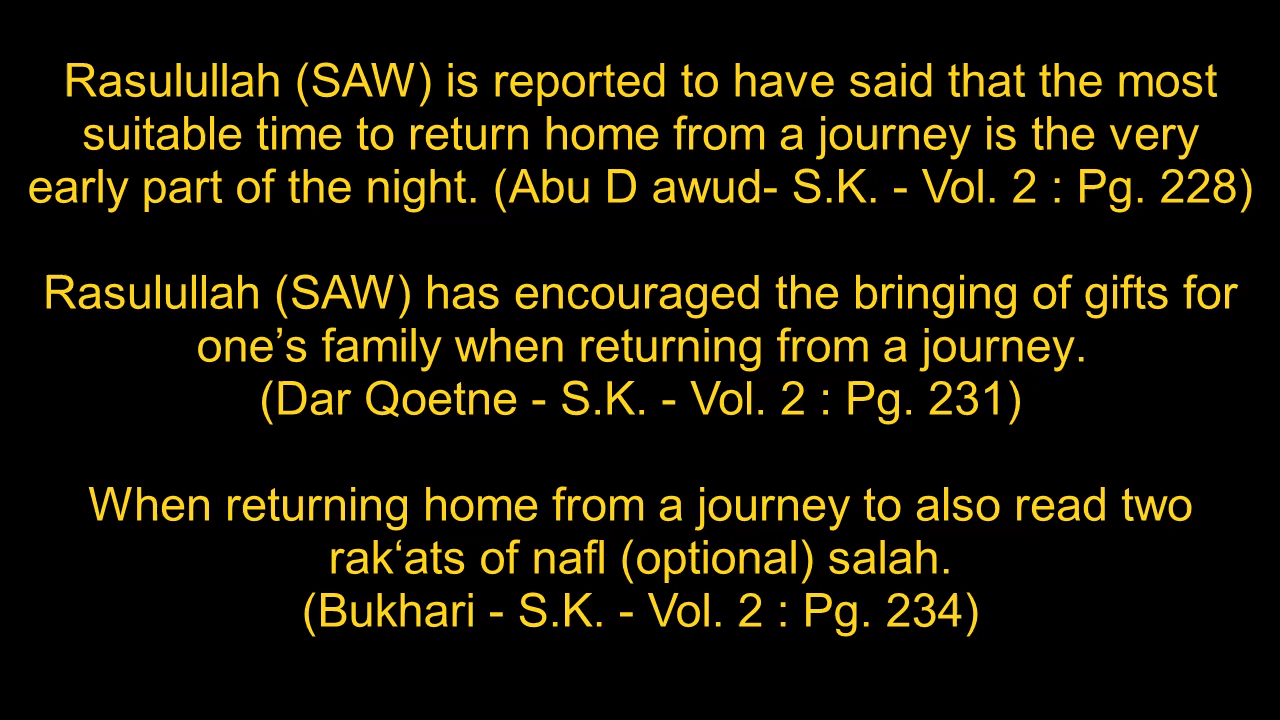 Rasulullah (SAW) is reported to have said that the most
suitable time to return home from a journey is the very
early part of the night. (Abu D awud- S.K. - Vol. 2 : Pg. 228)
Rasulullah (SAW) has encouraged the bringing of gifts for
one’s family when returning from a journey.
(Dar Qoetne - S.K. - Vol. 2 : Pg. 231)
When returning home from a journey to also read two
rak‘ats of nafl (optional) salah.
(Bukhari - S.K. - Vol. 2 : Pg. 234)